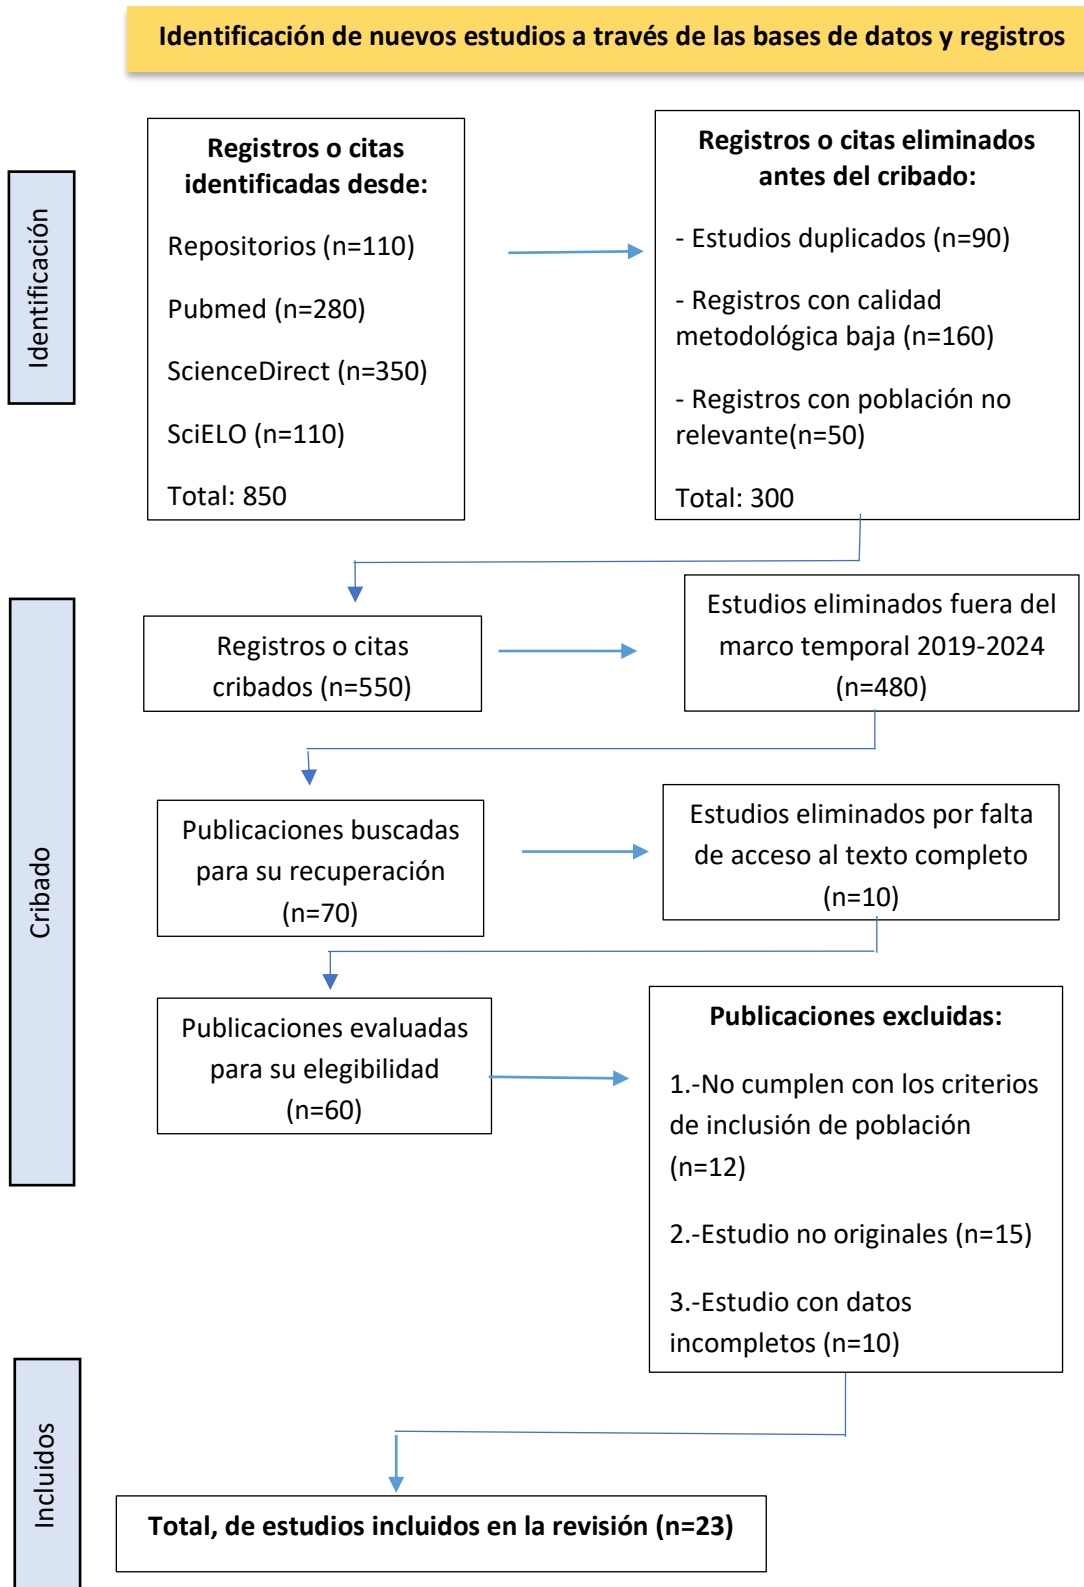 Identificación de nuevos estudios a través de las bases de datos y registros
Identificación
Registros o citas
identificadas desde:
Repositorios (n=110)
Pubmed (n=280)
ScienceDirect (n=350)
SciELO (n=110)
Total: 850
Registros o citas eliminados
antes del cribado:
- Estudios duplicados (n=90)
- Registros con calidad
metodológica baja (n=160)
- Registros con población no
relevante(n=50)
Total: 300
Cribado
Registros o citas
cribados (n=550)
Estudios eliminados fuera del
marco temporal 2019-2024
(n=480)
Publicaciones buscadas
para su recuperación
(n=70)
Estudios eliminados por falta
de acceso al texto completo
(n=10)
Publicaciones evaluadas
para su elegibilidad
(n=60)
Publicaciones excluidas:
1.-No cumplen con los criterios
de inclusión de población
(n=12)
2.-Estudio no originales (n=15)
3.-Estudio con datos
incompletos (n=10)
Incluidos
Total, de estudios incluidos en la revisión (n=23)